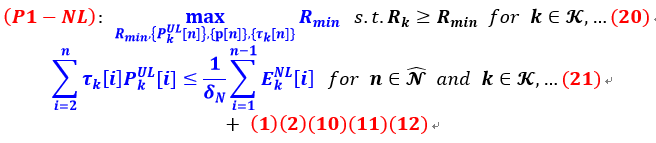 (P1 − NL): max R_min s.t. R_k ≥ R_min for k ∈ 𝒦, … (20)
R_min,{P_k^UL[n]},{p[n]},{τ_k[n]}
∑_{i=2}^{n} τ_k[i]P_k^UL[i] ≤ 1/δ_N ∑_{i=1}^{n−1} E_k^NL[i] for n ∈ 𝒩̂ and k ∈ 𝒦, … (21)
+ (1)(2)(10)(11)(12)